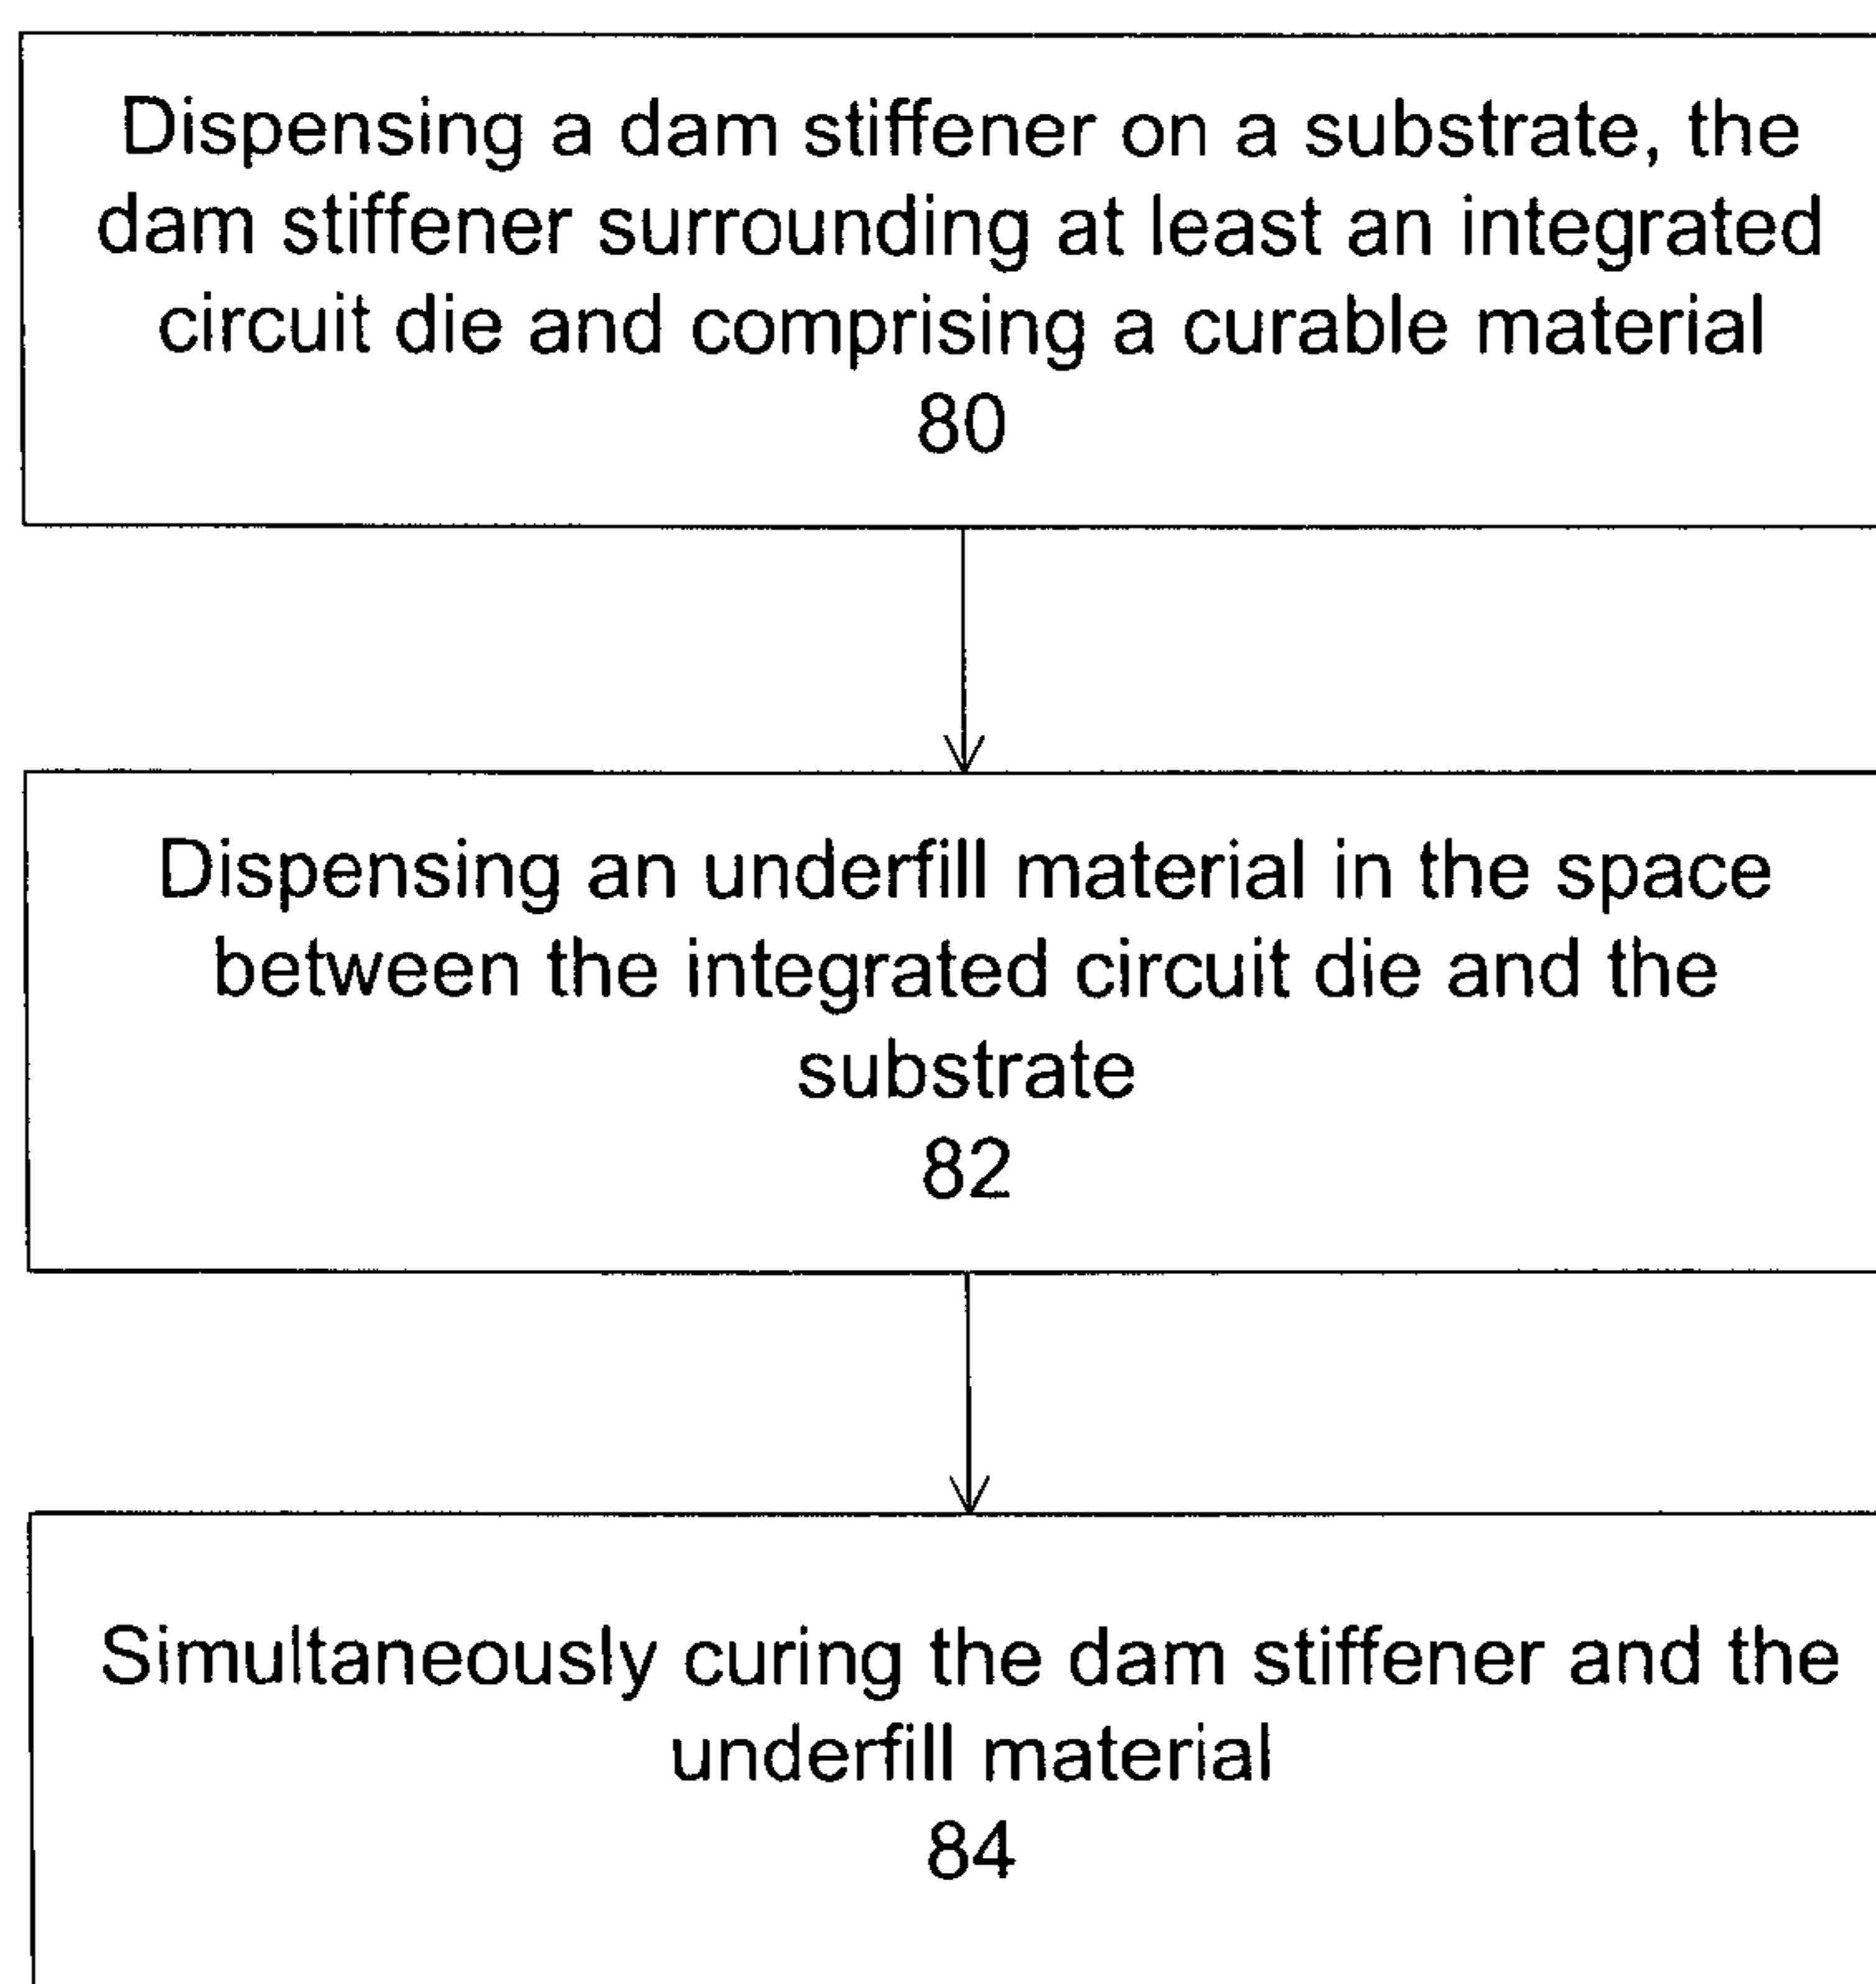 Dispensing a dam stiffener on a substrate, the
dam stiffener surrounding at least an integrated
circuit die and comprising a curable material
80
Dispensing an underfill material in the space
between the integrated circuit die and the
substrate
82
Simultaneously curing the dam stiffener and the
underfill material
84